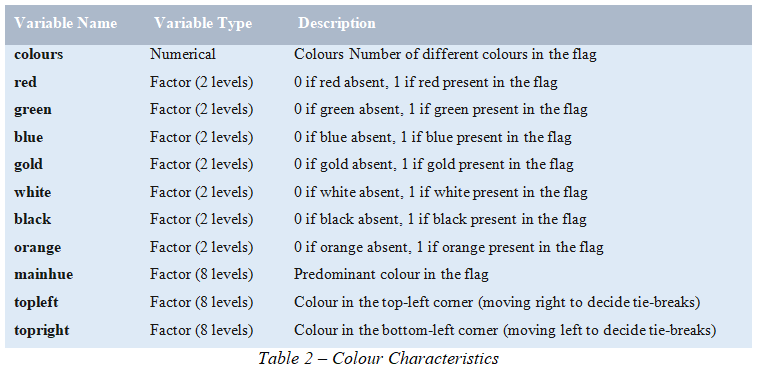 Variable Name Variable Type Description
colours Numerical Colours Number of different colours in the flag
red Factor (2 levels) 0 if red absent, 1 if red present in the flag
green Factor (2 levels) 0 if green absent, 1 if green present in the flag
blue Factor (2 levels) 0 if blue absent, 1 if blue present in the flag
gold Factor (2 levels) 0 if gold absent, 1 if gold present in the flag
white Factor (2 levels) 0 if white absent, 1 if white present in the flag
black Factor (2 levels) 0 if black absent, 1 if black present in the flag
orange Factor (2 levels) 0 if orange absent, 1 if orange present in the flag
mainhue Factor (8 levels) Predominant colour in the flag
topleft Factor (8 levels) Colour in the top-left corner (moving right to decide tie-breaks)
topright Factor (8 levels) Colour in the bottom-left corner (moving left to decide tie-breaks)
Table 2 – Colour Characteristics